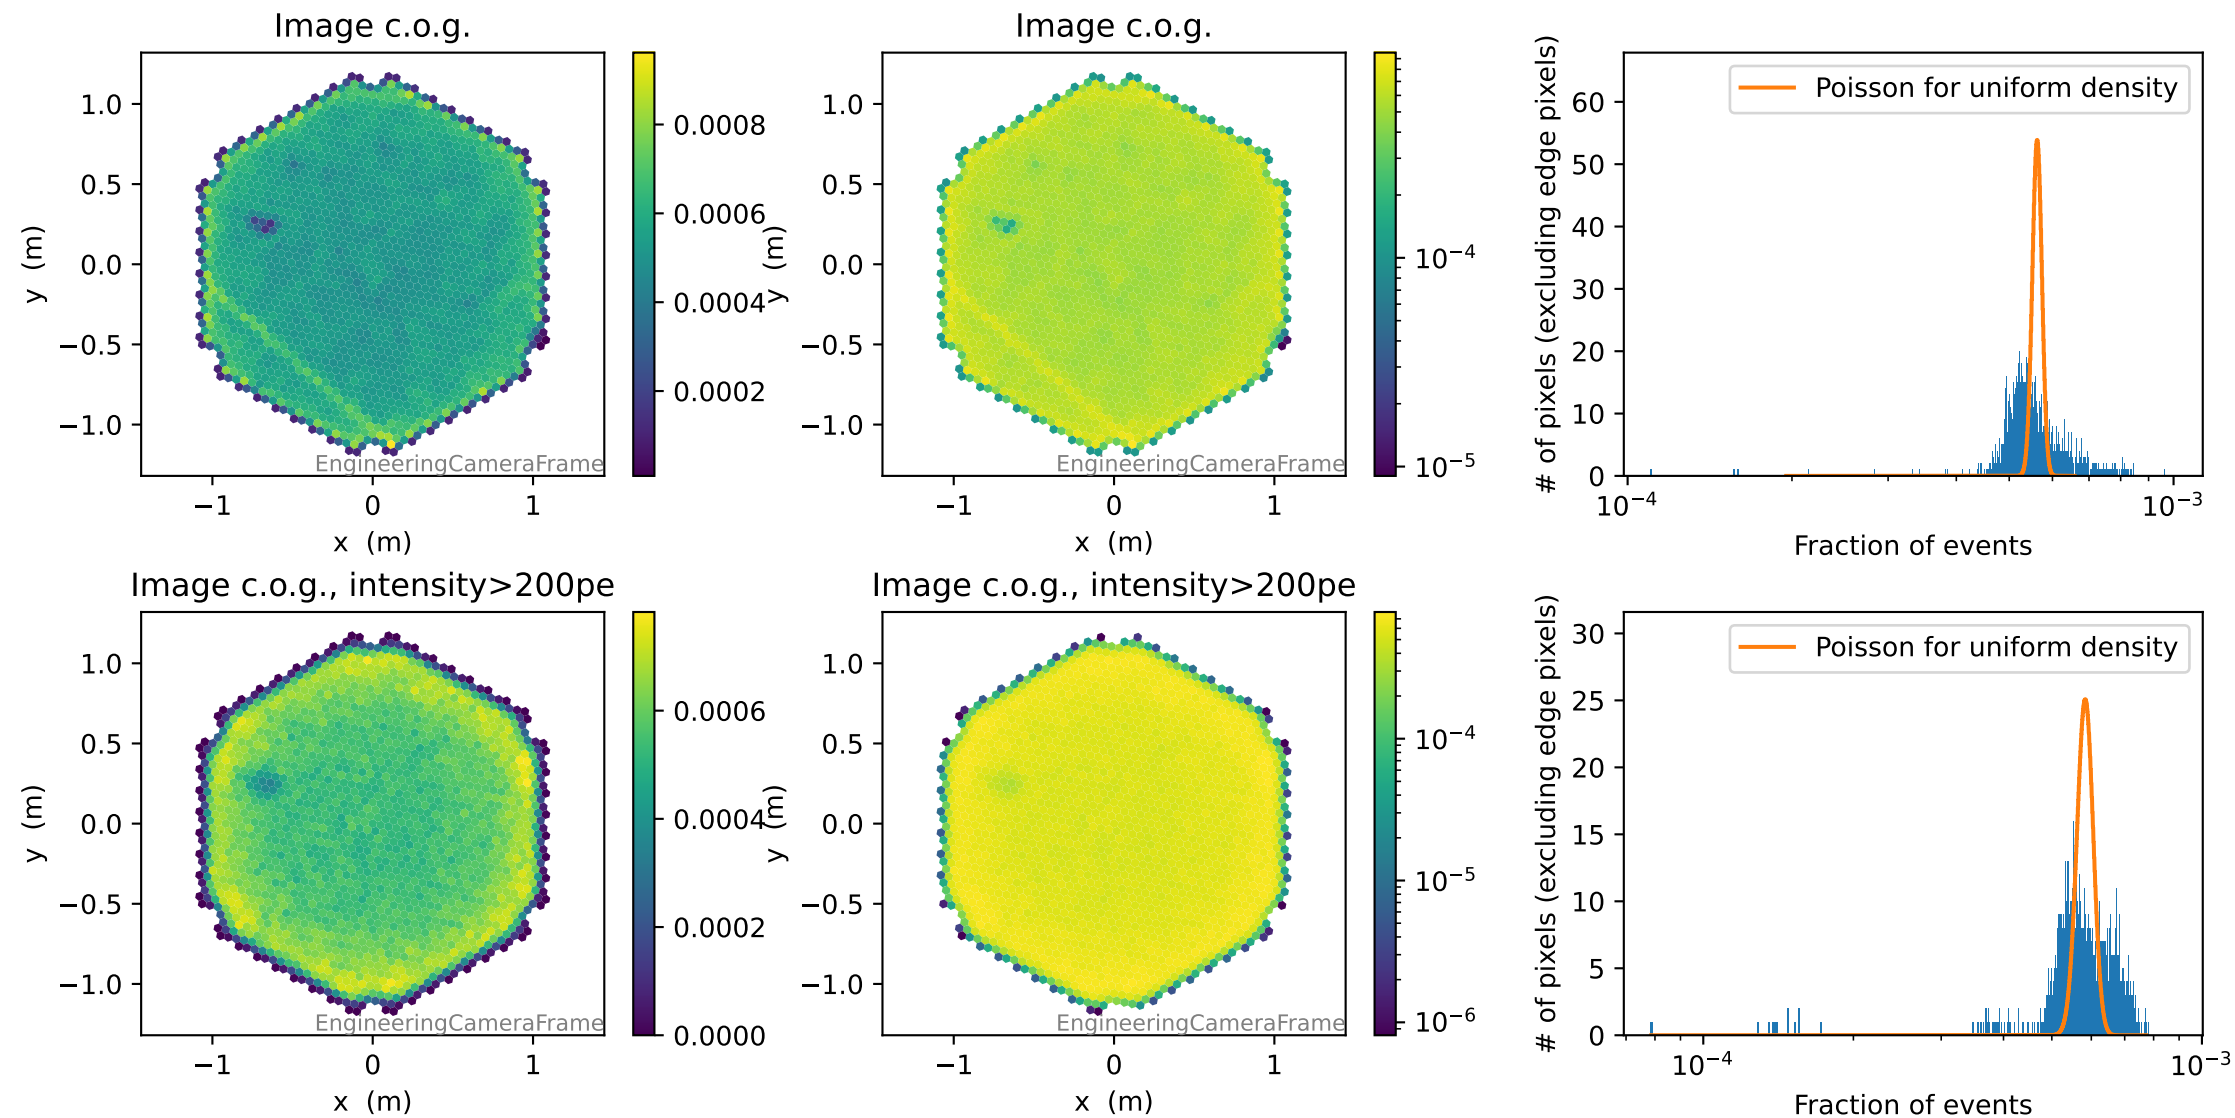 Image c.o.g.
y (m)
1.0
0.5
0.0
−0.5
−1.0
−1
0
1
x (m)
EngineeringCameraFrame
0.0008
0.0006
0.0004
0.0002
Image c.o.g.
y (m)
1.0
0.5
0.0
−0.5
−1.0
−1
0
1
x (m)
EngineeringCameraFrame
10⁻⁴
10⁻⁵
# of pixels (excluding edge pixels)
60
50
40
30
20
10
0
Poisson for uniform density
10⁻⁴
10⁻³
Fraction of events
Image c.o.g., intensity>200pe
y (m)
1.0
0.5
0.0
−0.5
−1.0
−1
0
1
x (m)
EngineeringCameraFrame
0.0006
0.0004
0.0002
0.0000
Image c.o.g., intensity>200pe
y (m)
1.0
0.5
0.0
−0.5
−1.0
−1
0
1
x (m)
EngineeringCameraFrame
10⁻⁴
10⁻⁵
10⁻⁶
# of pixels (excluding edge pixels)
30
25
20
15
10
5
0
Poisson for uniform density
10⁻⁴
10⁻³
Fraction of events